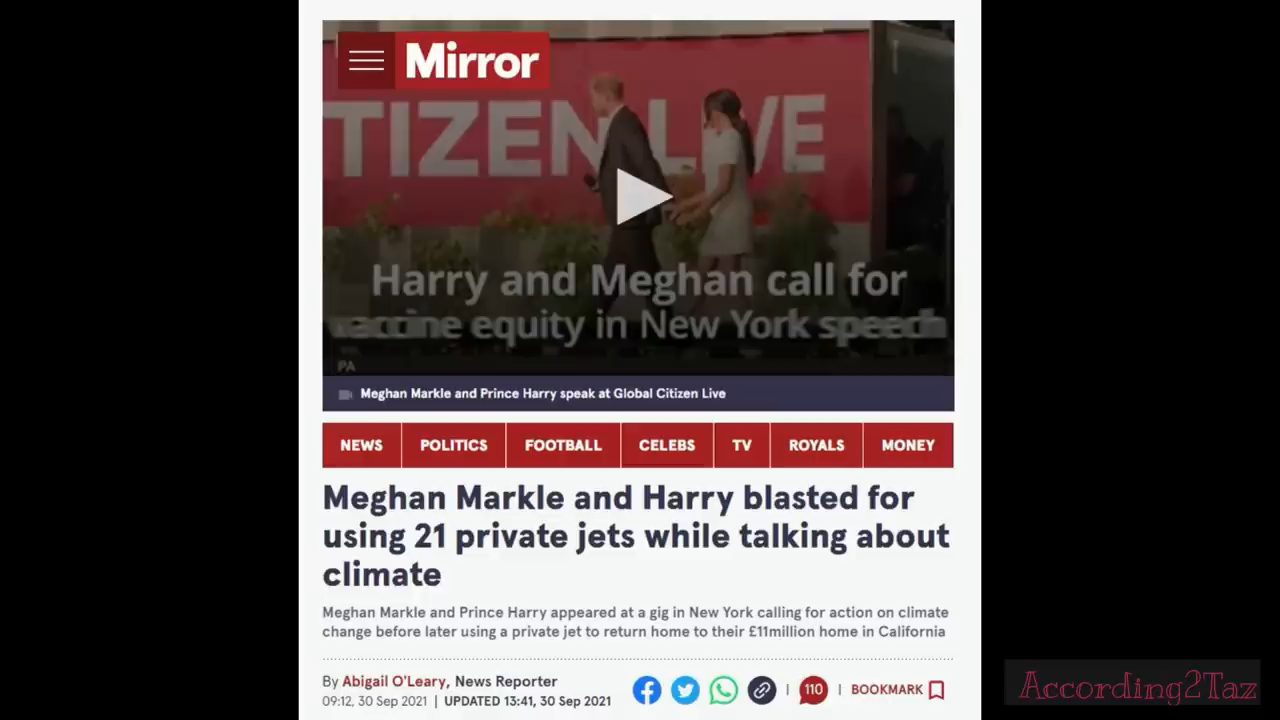 Mirror
TIZEN LIVE
Harry and Meghan call for
vaccine equity in New York speech
PA
Meghan Markle and Prince Harry speak at Global Citizen Live
NEWS POLITICS FOOTBALL CELEBS TV ROYALS MONEY
Meghan Markle and Harry blasted for
using 21 private jets while talking about
climate
Meghan Markle and Prince Harry appeared at a gig in New York calling for action on climate
change before later using a private jet to return home to their £11million home in California
By Abigail O'Leary, News Reporter
09:12, 30 Sep 2021 | UPDATED 13:41, 30 Sep 2021
110
BOOKMARK
According2Taz